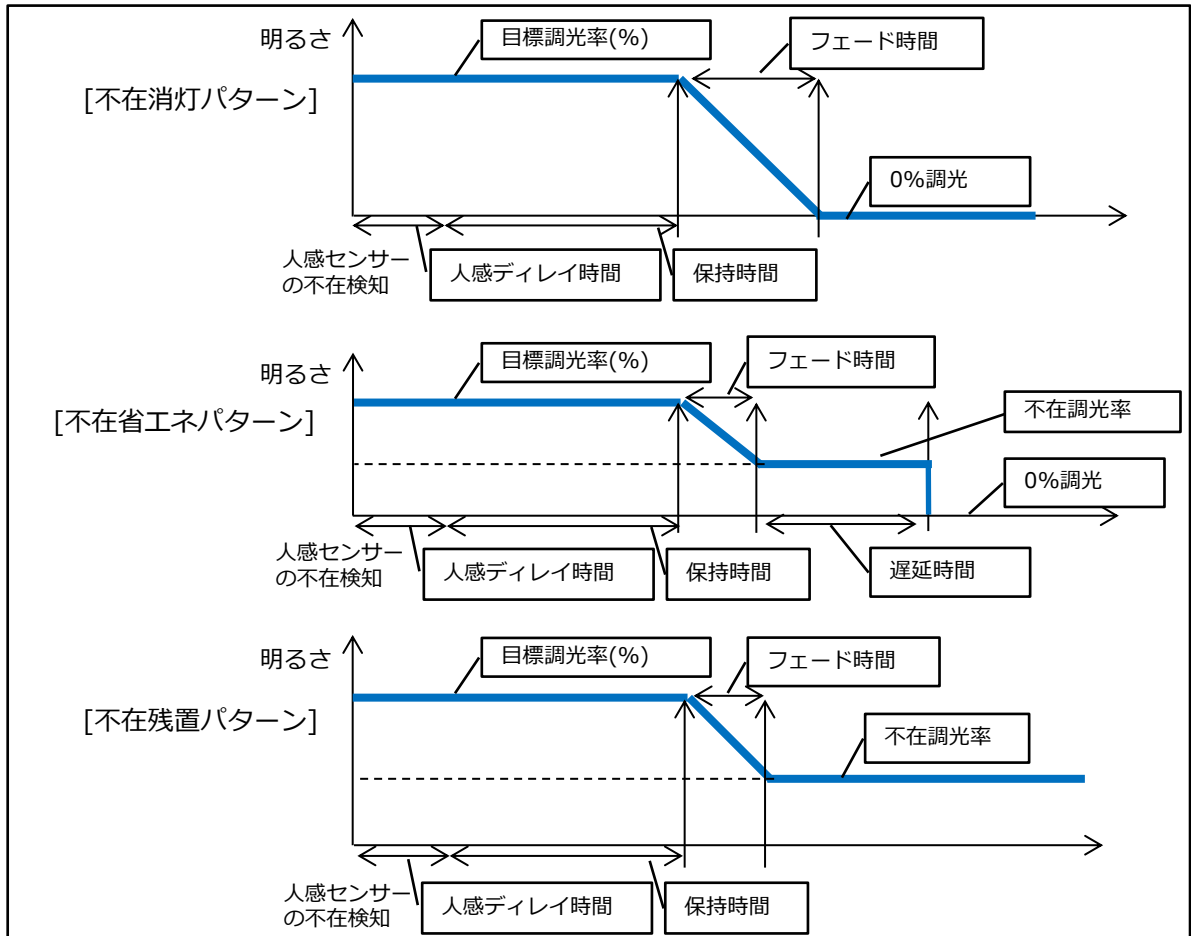 明るさ
目標調光率(%)
フェード時間
[不在消灯パターン]
0%調光
人感センサー
の不在検知
人感ディレイ時間
保持時間
明るさ
目標調光率(%)
フェード時間
[不在省エネパターン]
不在調光率
0%調光
人感センサー
の不在検知
人感ディレイ時間
保持時間
遅延時間
明るさ
目標調光率(%)
フェード時間
[不在残置パターン]
不在調光率
人感センサー
の不在検知
人感ディレイ時間
保持時間